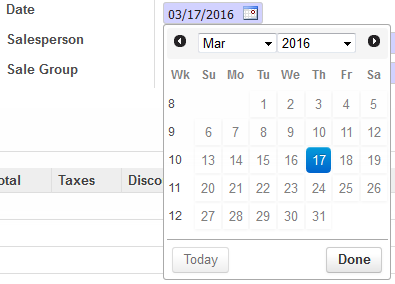 Date 03/17/2016
Salesperson
Sale Group
Mar 2016
Wk Su Mo Tu We Th Fr Sa
8 1 2 3 4 5
9 6 7 8 9 10 11 12
10 13 14 15 16 17 18 19
11 20 21 22 23 24 25 26
12 27 28 29 30 31
otal Taxes Disco
Today Done